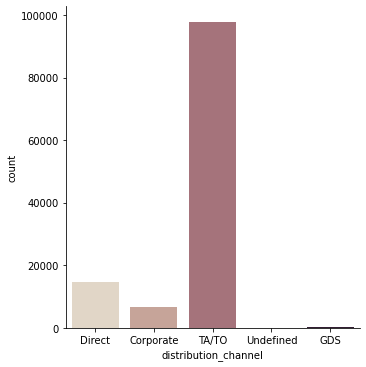 100000
80000
60000
40000
20000
0
count
Direct Corporate TA/TO Undefined GDS
distribution_channel